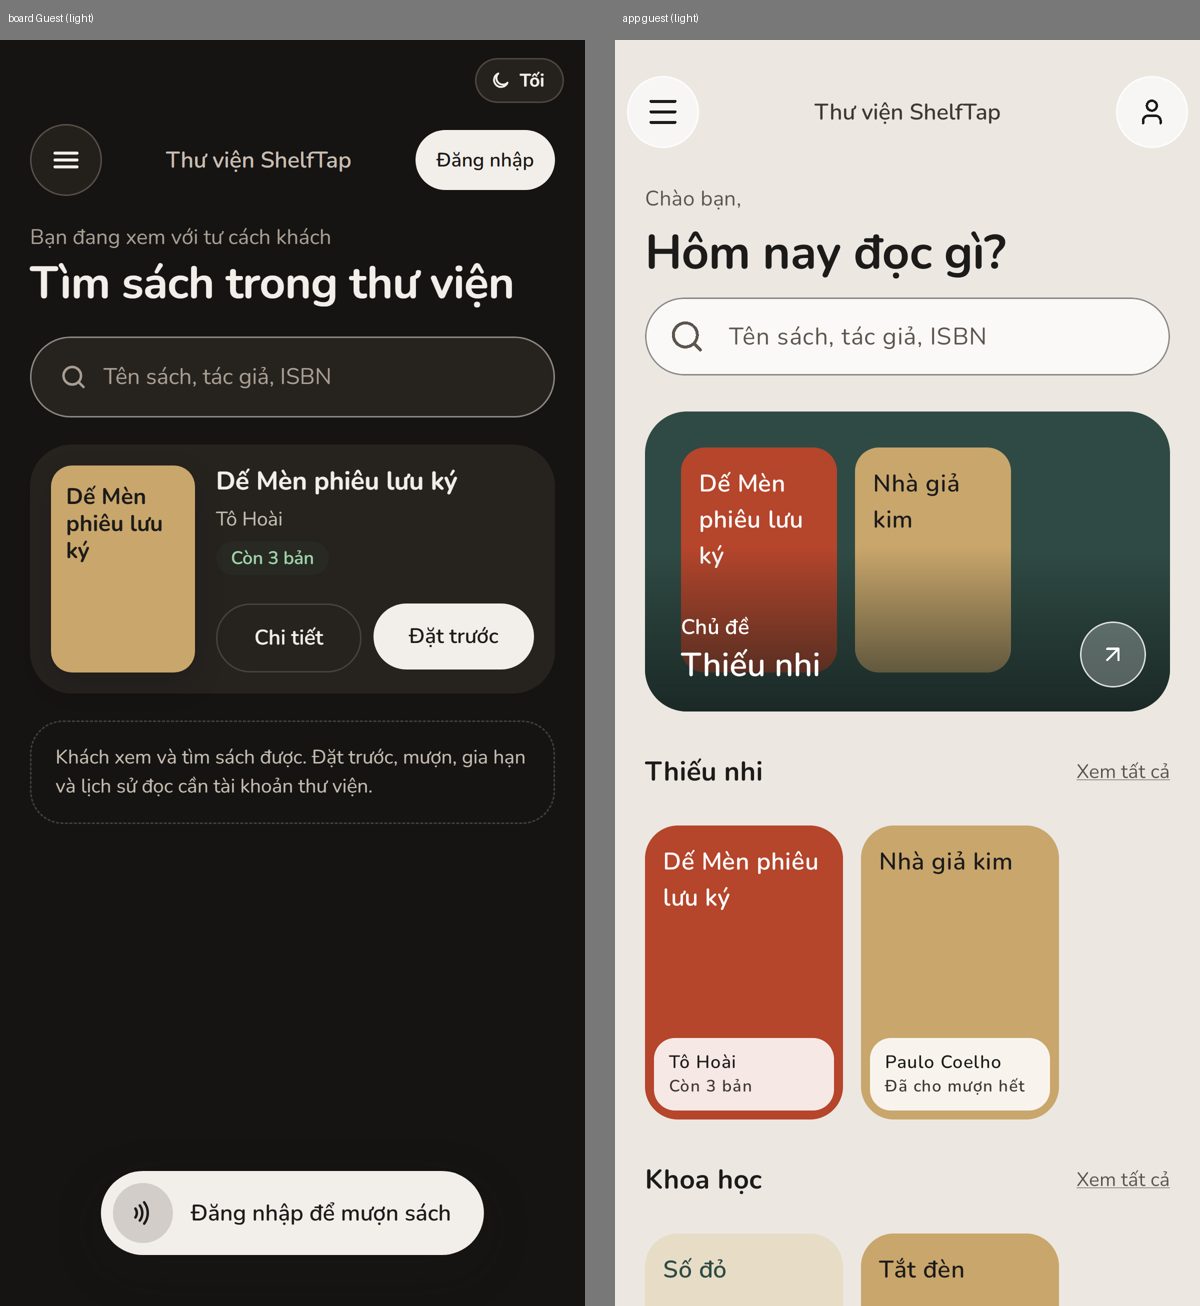 board Guest (light)
Tối
Thư viện ShelfTap
Đăng nhập
Bạn đang xem với tư cách khách
Tìm sách trong thư viện
Tên sách, tác giả, ISBN
Dế Mèn
phiêu lưu
ký
Dế Mèn phiêu lưu ký
Tô Hoài
Còn 3 bản
Chi tiết
Đặt trước
Khách xem và tìm sách được. Đặt trước, mượn, gia hạn
và lịch sử đọc cần tài khoản thư viện.
Đăng nhập để mượn sách
app guest (light)
Thư viện ShelfTap
Chào bạn,
Hôm nay đọc gì?
Tên sách, tác giả, ISBN
Dế Mèn
phiêu lưu
ký
Nhà giả
kim
Chủ đề
Thiếu nhi
Thiếu nhi
Xem tất cả
Dế Mèn phiêu
lưu ký
Tô Hoài
Còn 3 bản
Nhà giả kim
Paulo Coelho
Đã cho mượn hết
Khoa học
Xem tất cả
Số đỏ
Tắt đèn